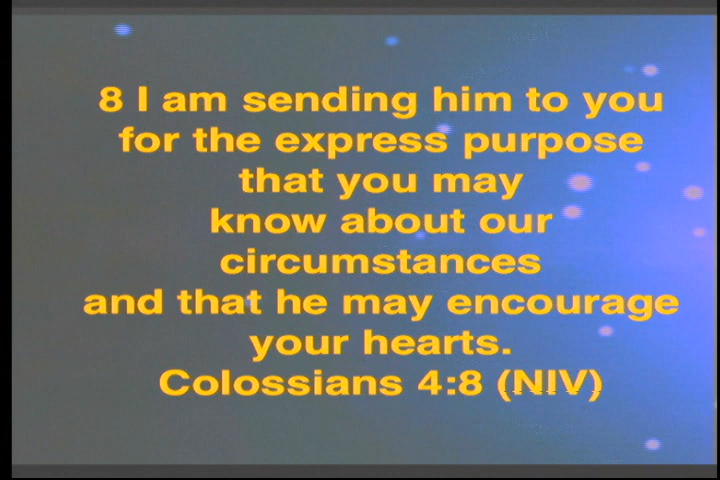 8 I am sending him to you
for the express purpose
that you may
know about our
circumstances
and that he may encourage
your hearts.
Colossians 4:8 (NIV)